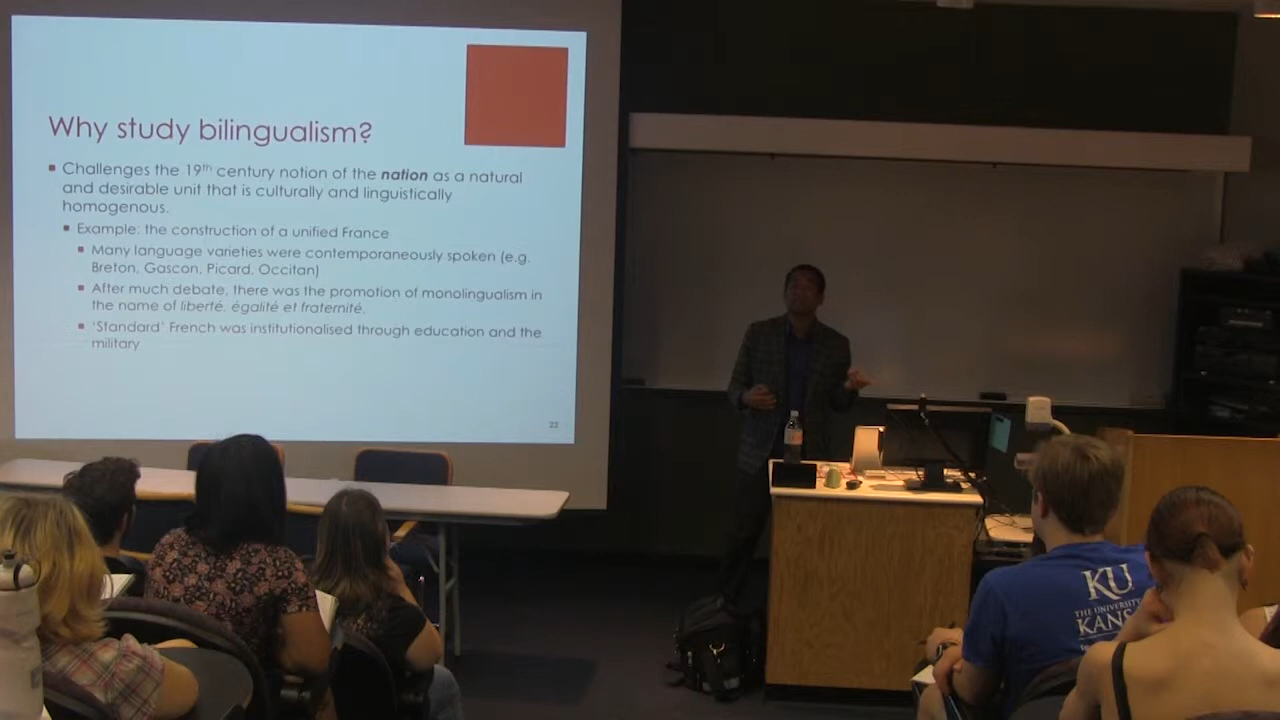 Why study bilingualism?
Challenges the 19th century notion of the nation as a natural
and desirable unit that is culturally and linguistically
homogenous.
Example: the construction of a unified France
Many language varieties were contemporaneously spoken (e.g.
Breton, Gascon, Picard, Occitan)
After much debate, there was the promotion of monolingualism in
the name of liberté, égalité et fraternité.
‘Standard’ French was institutionalised through education and the
military
22
KU
THE UNIVERSITY